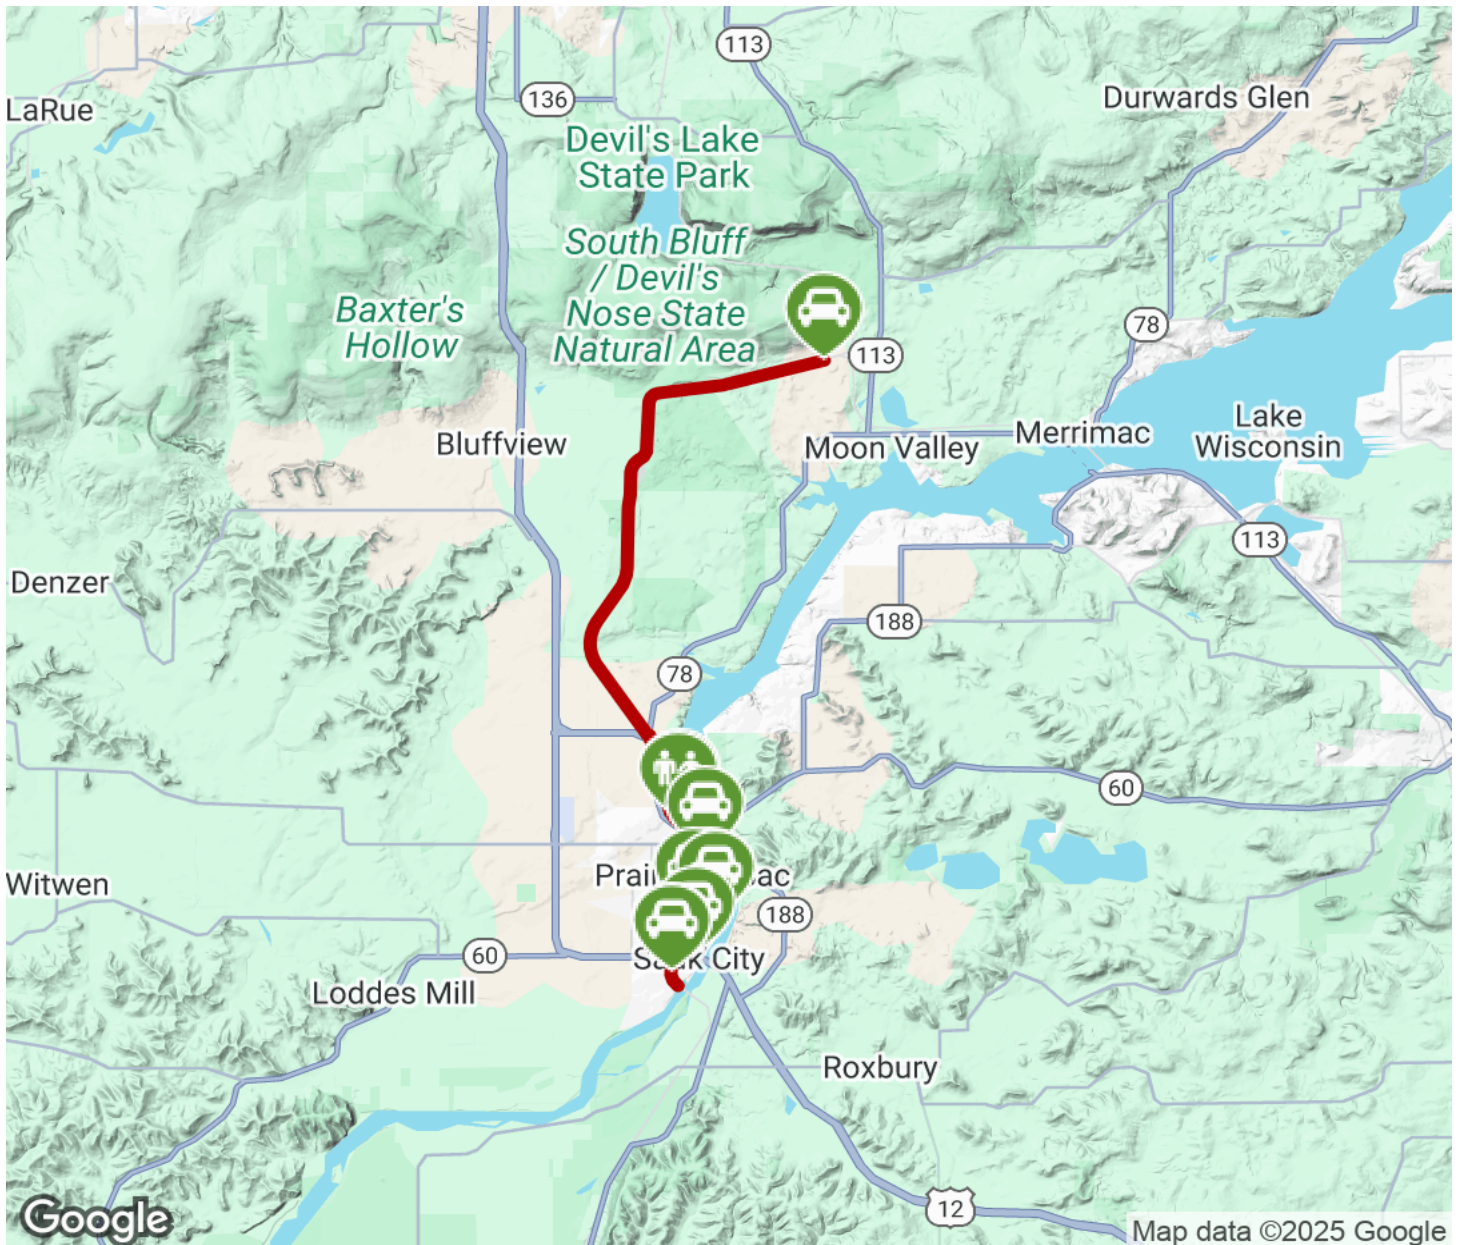 113
136
LaRue
Durwards Glen
Devil's Lake
State Park
South Bluff
/ Devil's
Nose State
Natural Area
Baxter's
Hollow
78
113
Bluffview
Moon Valley
Merrimac
Lake
Wisconsin
113
Denzer
188
78
60
Witwen
188
60
Sauk City
Loddes Mill
Roxbury
12
Google
Map data ©2025 Google